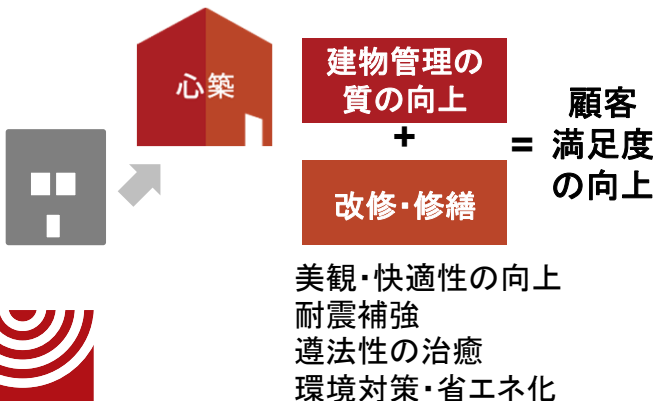 心築
建物管理の
質の向上
+
改修・修繕
= 顧客
満足度
の向上
美観・快適性の向上
耐震補強
遵法性の治癒
環境対策・省エネ化